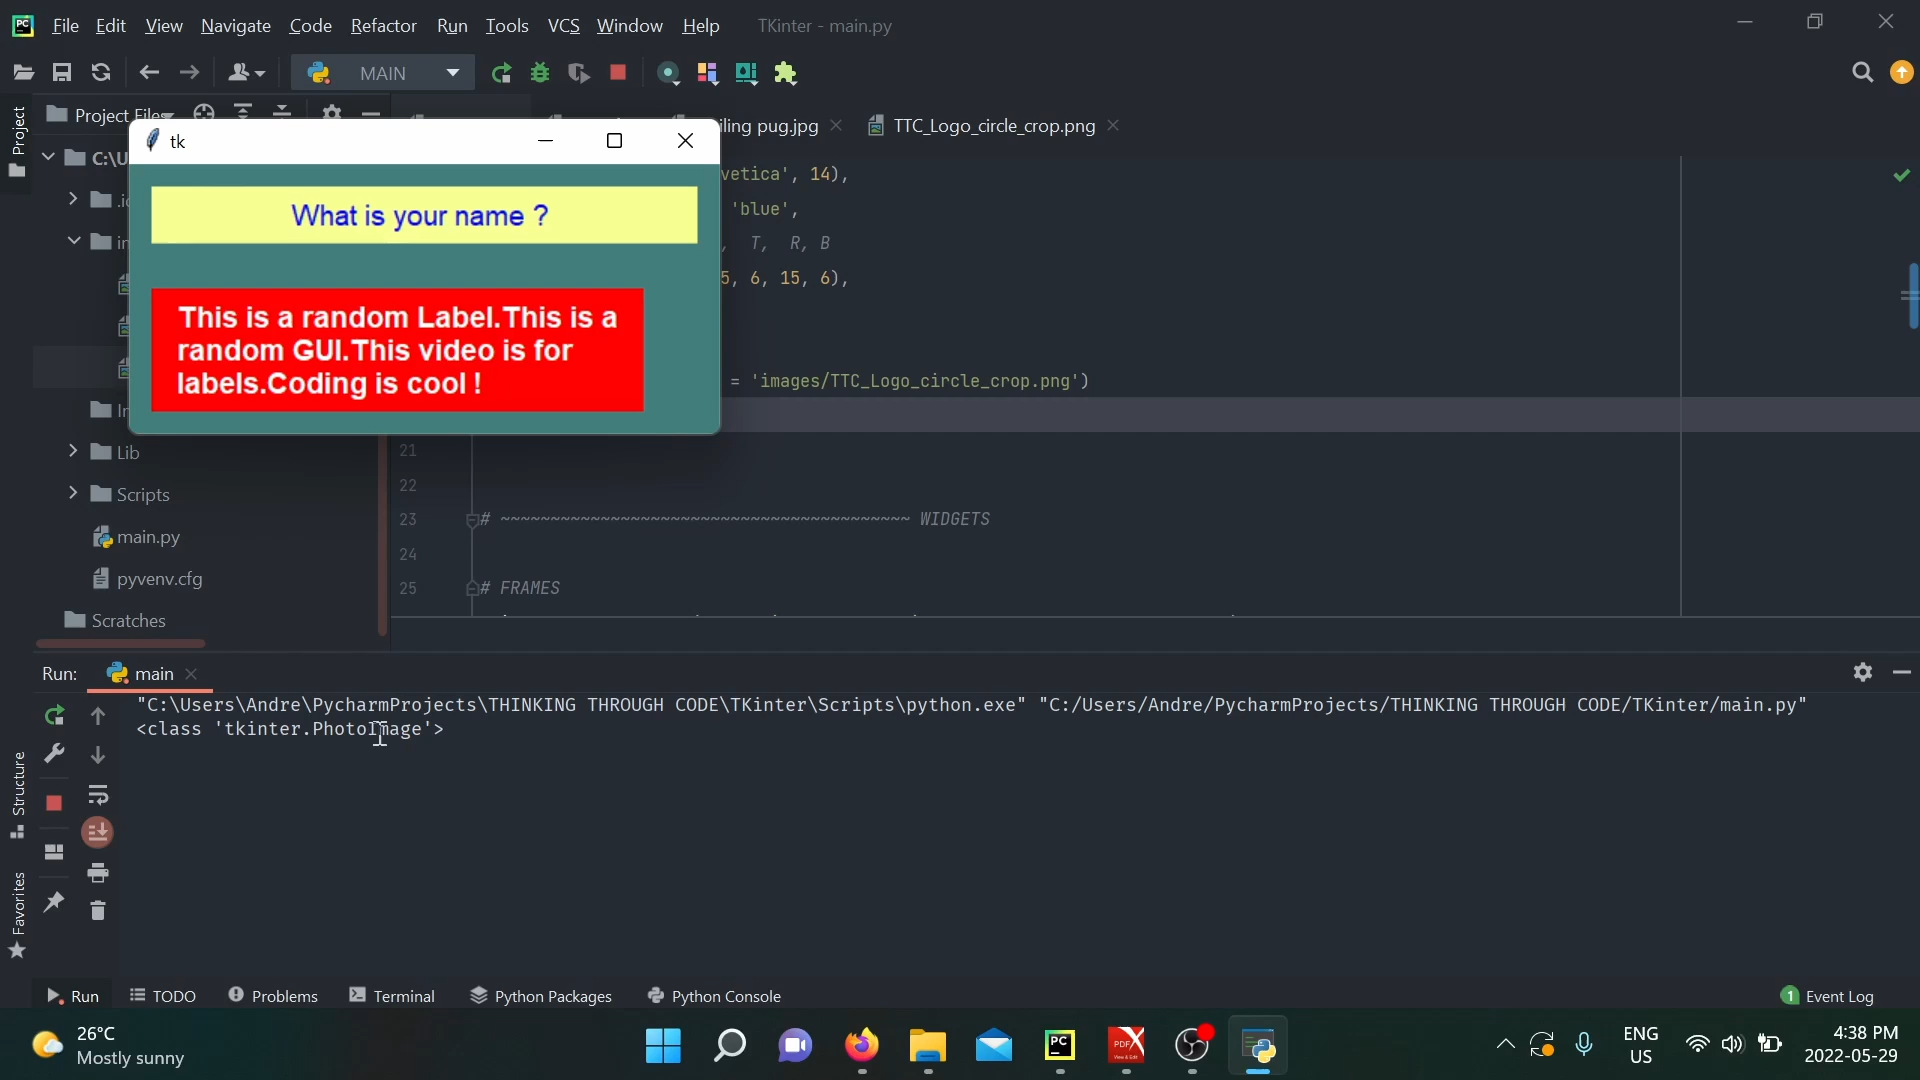 File Edit View Navigate Code Refactor Run Tools VCS Window Help TKinter - main.py
MAIN
Project
Project Files
tk
iling pug.jpg
TTC_Logo_circle_crop.png
C:\U
What is your name ?
This is a random Label.This is a
random GUI.This video is for
labels.Coding is cool !
vetica', 14),
'blue',
, T, R, B
5, 6, 15, 6),
= 'images/TTC_Logo_circle_crop.png')
Lib
Scripts
main.py
pyvenv.cfg
Scratches
21
22
23 # ~~~~~~~~~~~~~~~~~~~~~~~~~~~~~~~~~~~~~~~~~ WIDGETS
24
25 # FRAMES
Run: main
"C:\Users\Andre\PycharmProjects\THINKING THROUGH CODE\TKinter\Scripts\python.exe" "C:/Users/Andre/PycharmProjects/THINKING THROUGH CODE/TKinter/main.py"
<class 'tkinter.PhotoImage'>
Structure
Favorites
Run TODO Problems Terminal Python Packages Python Console 1 Event Log
26°C
Mostly sunny
PC
PDF
ENG
US
4:38 PM
2022-05-29